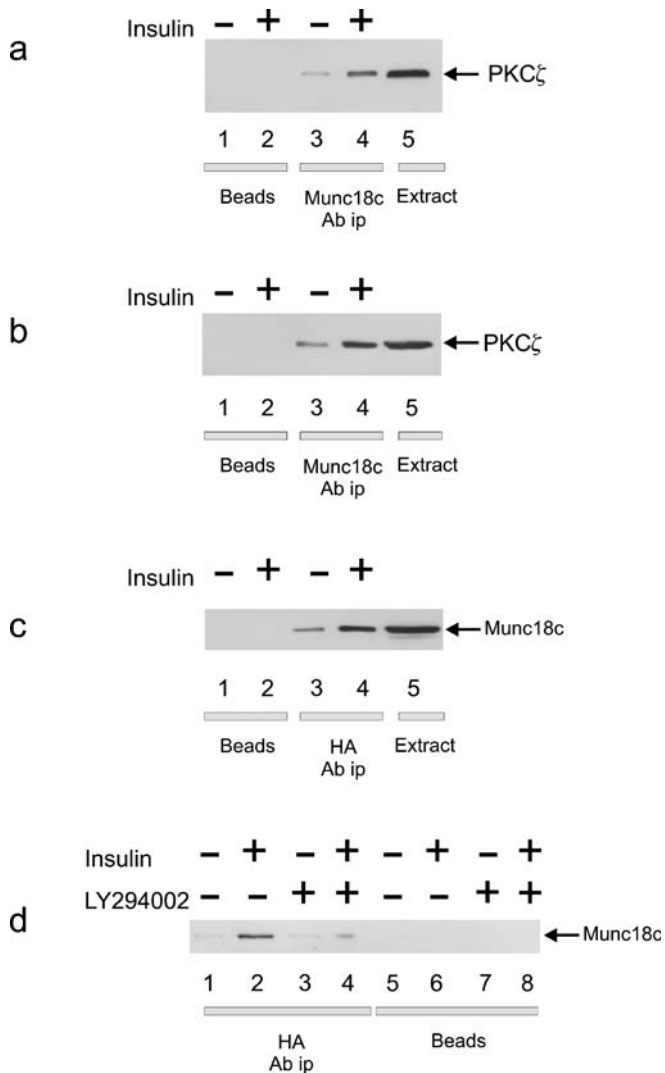 a
Insulin − + − +
PKCζ
1 2 3 4 5
Beads Munc18c Ab ip Extract
b
Insulin − + − +
PKCζ
1 2 3 4 5
Beads Munc18c Ab ip Extract
c
Insulin − + − +
Munc18c
1 2 3 4 5
Beads HA Ab ip Extract
d
Insulin − + − + − + − +
LY294002 − − + + − − + +
Munc18c
1 2 3 4 5 6 7 8
HA Ab ip Beads